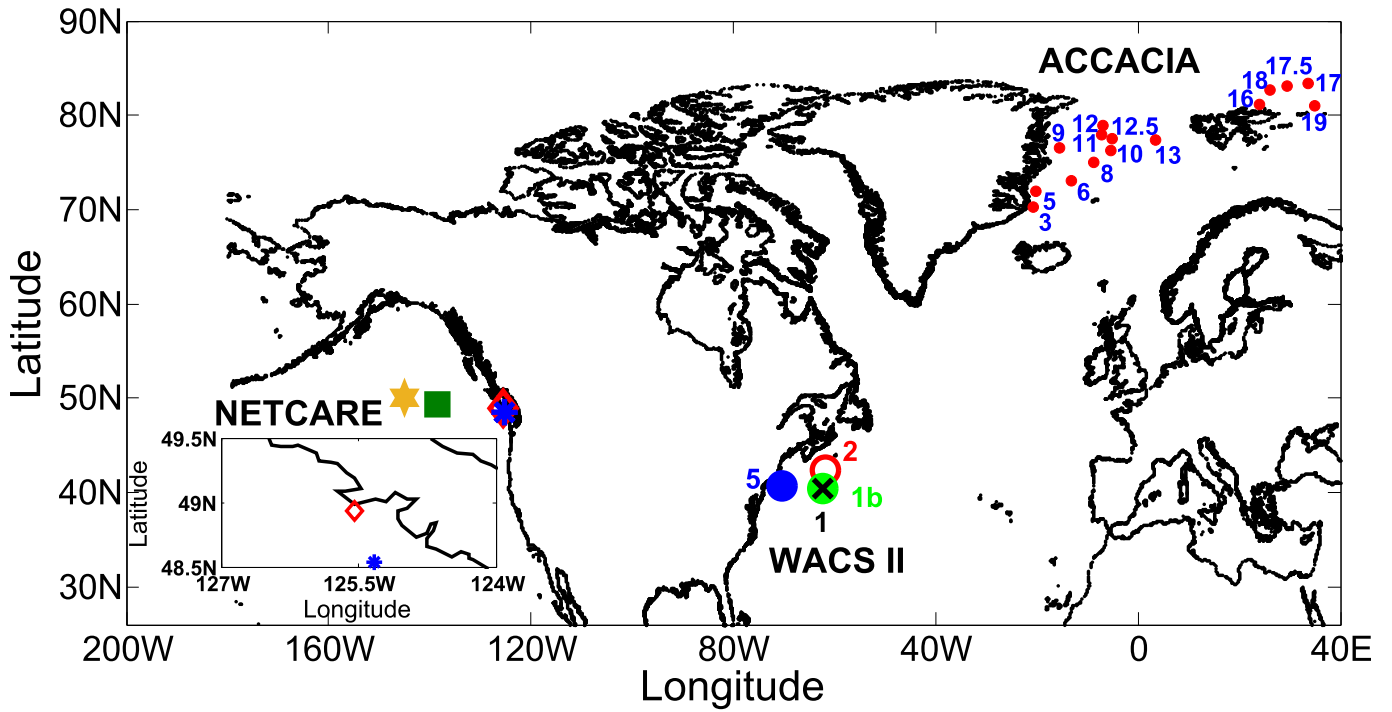 90N
80N
70N
60N
50N
40N
30N
Latitude
200W 160W 120W 80W 40W 0 40E
Longitude
ACCACIA
16 18 17.5 17 19
9 12 11 12.5 10 13
8
6
5
3
NETCARE
49.5N
49N
48.5N
Latitude
127W 125.5W 124W
Longitude
2
5
1b
1
WACS II